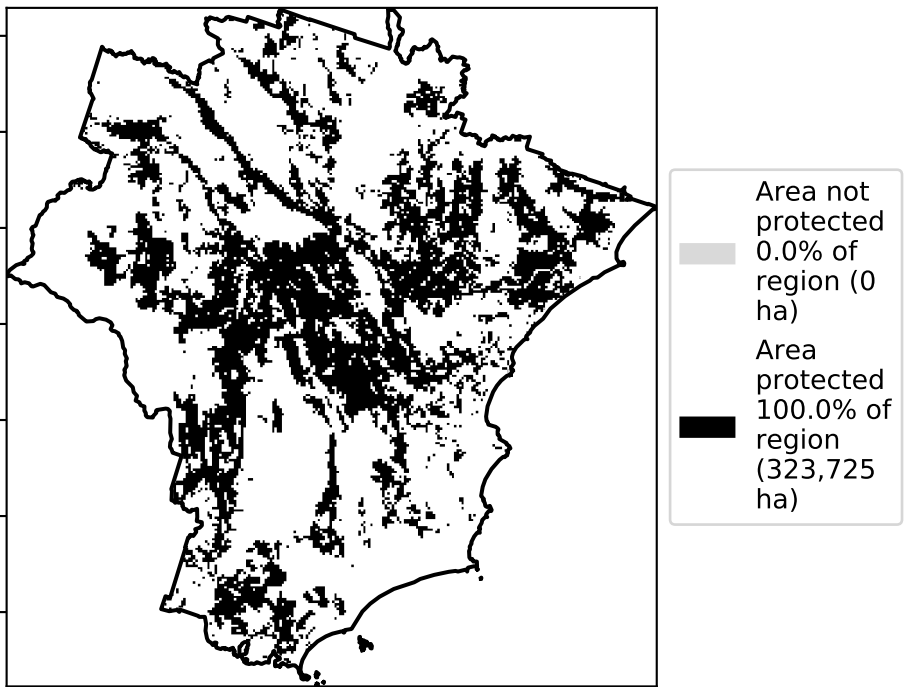 Area not
protected
0.0% of
region (0
ha)
Area
protected
100.0% of
region
(323,725
ha)